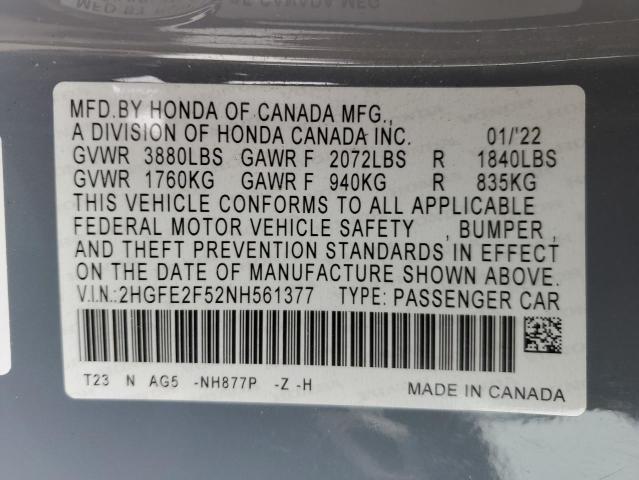 MFD.BY HONDA OF CANADA MFG.,
A DIVISION OF HONDA CANADA INC. 01/'22
GVWR 3880LBS GAWR F 2072LBS R 1840LBS
GVWR 1760KG GAWR F 940KG R 835KG
THIS VEHICLE CONFORMS TO ALL APPLICABLE
FEDERAL MOTOR VEHICLE SAFETY , BUMPER ,
AND THEFT PREVENTION STANDARDS IN EFFECT
ON THE DATE OF MANUFACTURE SHOWN ABOVE.
V.I.N.:2HGFE2F52NH561377 TYPE: PASSENGER CAR
T23 N AG5 -NH877P -Z -H
MADE IN CANADA